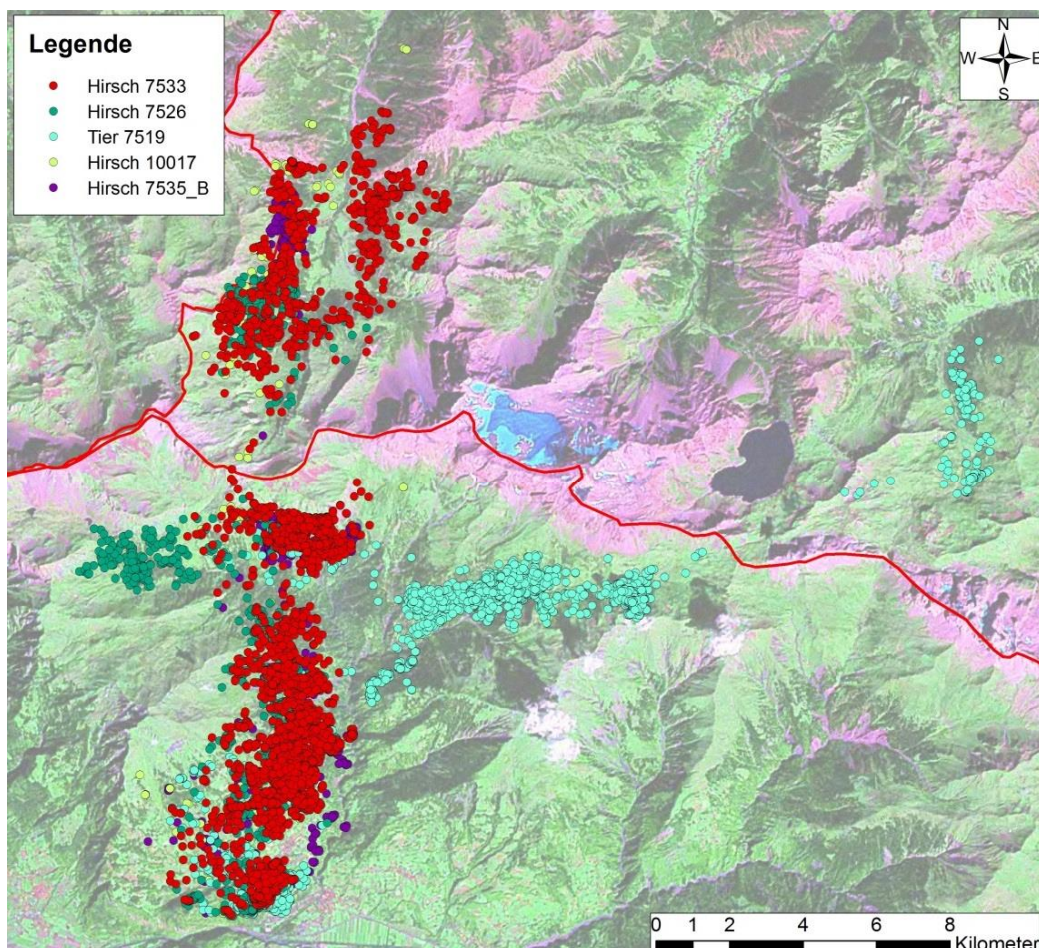 Legende
Hirsch 7533
Hirsch 7526
Tier 7519
Hirsch 10017
Hirsch 7535_B
N
W E
S
0 1 2 4 6 8
Kilometer